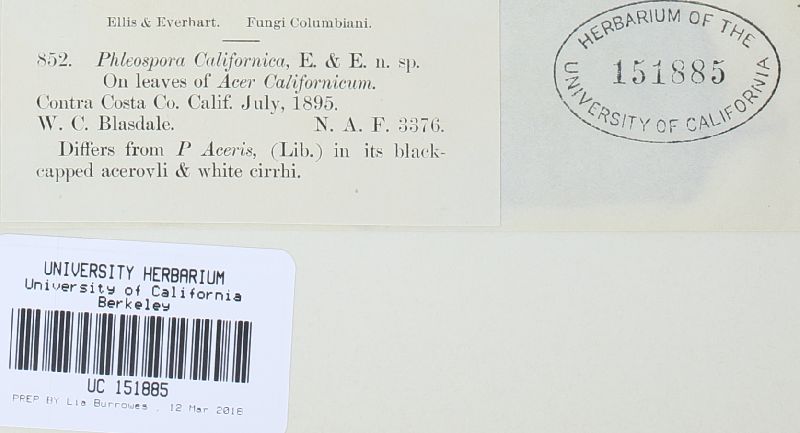 Ellis & Everhart. Fungi Columbiani.
852. Phleospora Californica, E. & E. n. sp.
On leaves of Acer Californicum.
Contra Costa Co. Calif. July, 1895.
W. C. Blasdale. N. A. F. 3376.
Differs from P Aceris, (Lib.) in its black-
capped acerovli & white cirrhi.
HERBARIUM OF THE
151885
UNIVERSITY OF CALIFORNIA
UNIVERSITY HERBARIUM
University of California
Berkeley
UC 151885
PREP BY Lia Burrowes , 12 Mar 2016